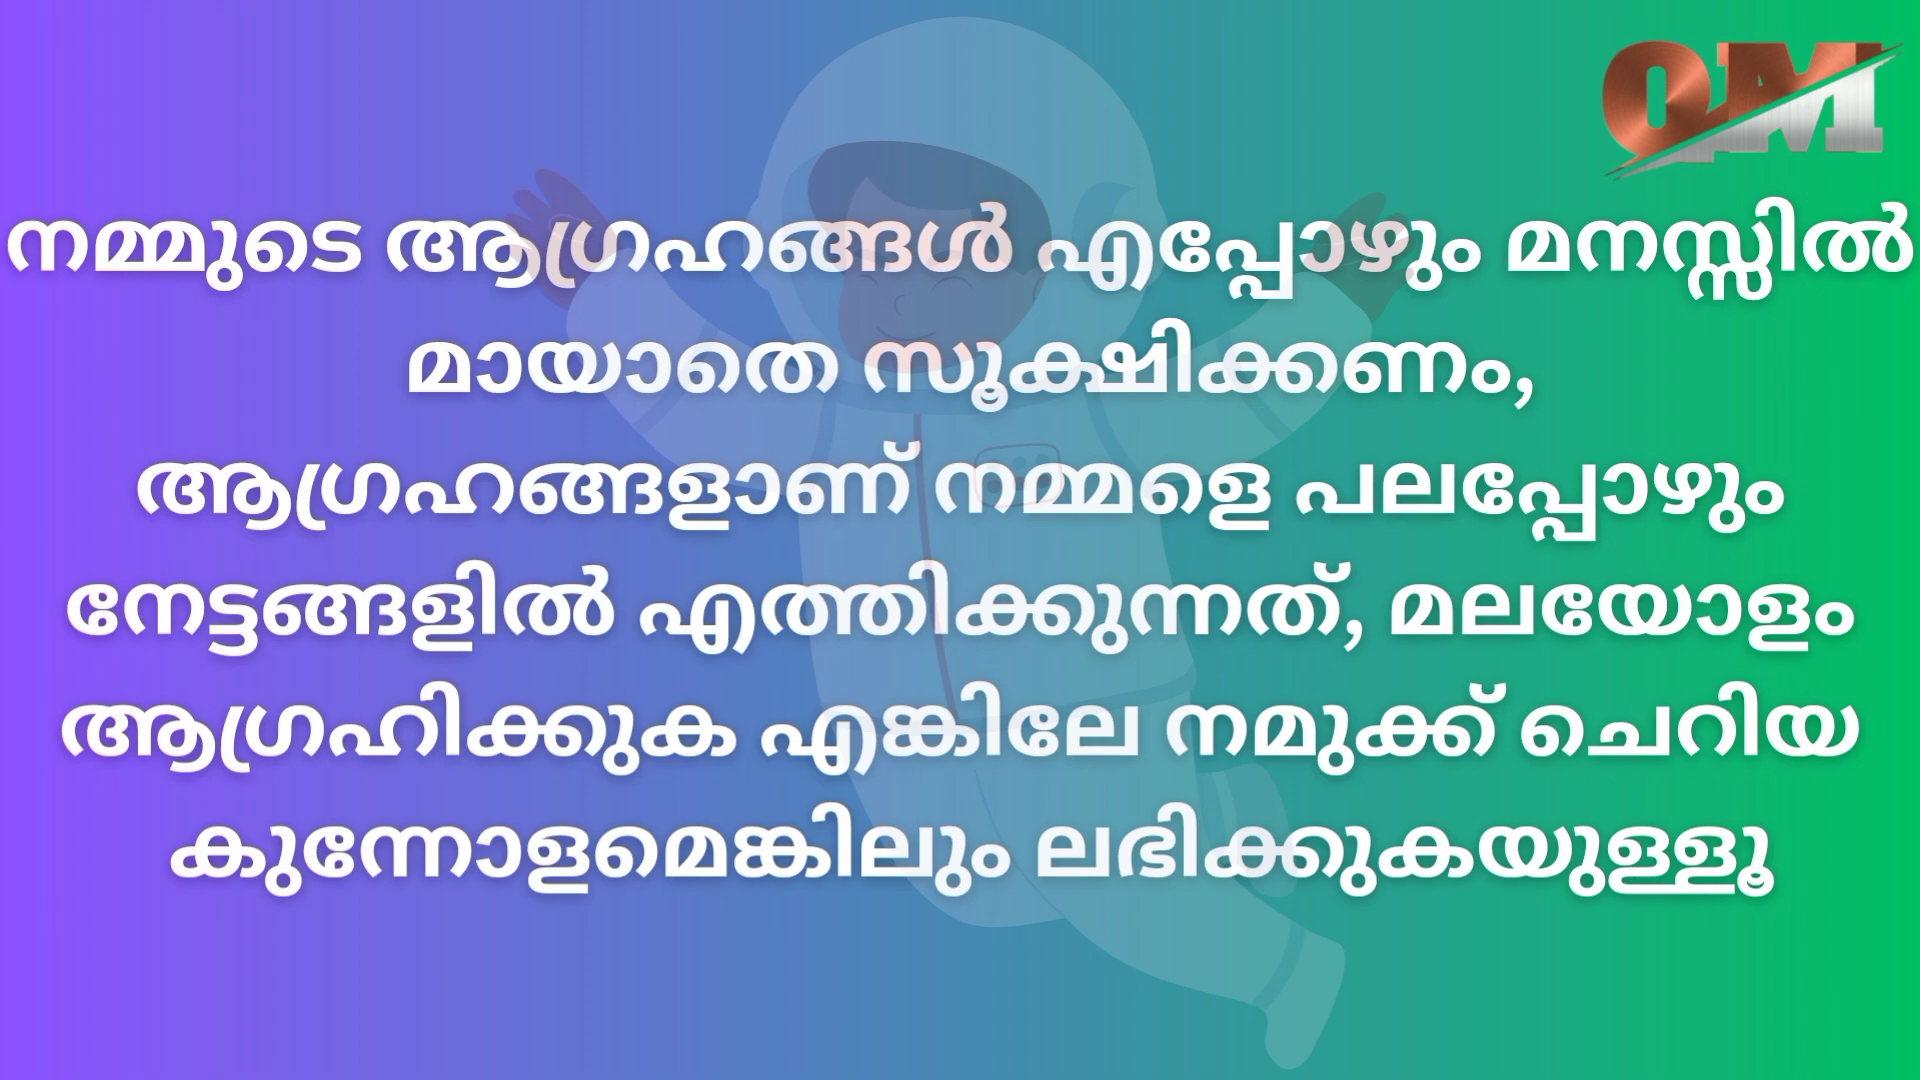 QM
നമ്മുടെ ആഗ്രഹങ്ങൾ എപ്പോഴും മനസ്സിൽ
മായാതെ സൂക്ഷിക്കണം,
ആഗ്രഹങ്ങളാണ് നമ്മളെ പലപ്പോഴും
നേട്ടങ്ങളിൽ എത്തിക്കുന്നത്, മലയോളം
ആഗ്രഹിക്കുക എങ്കിലേ നമുക്ക് ചെറിയ
കുന്നോളമെങ്കിലും ലഭിക്കുകയുള്ളൂ